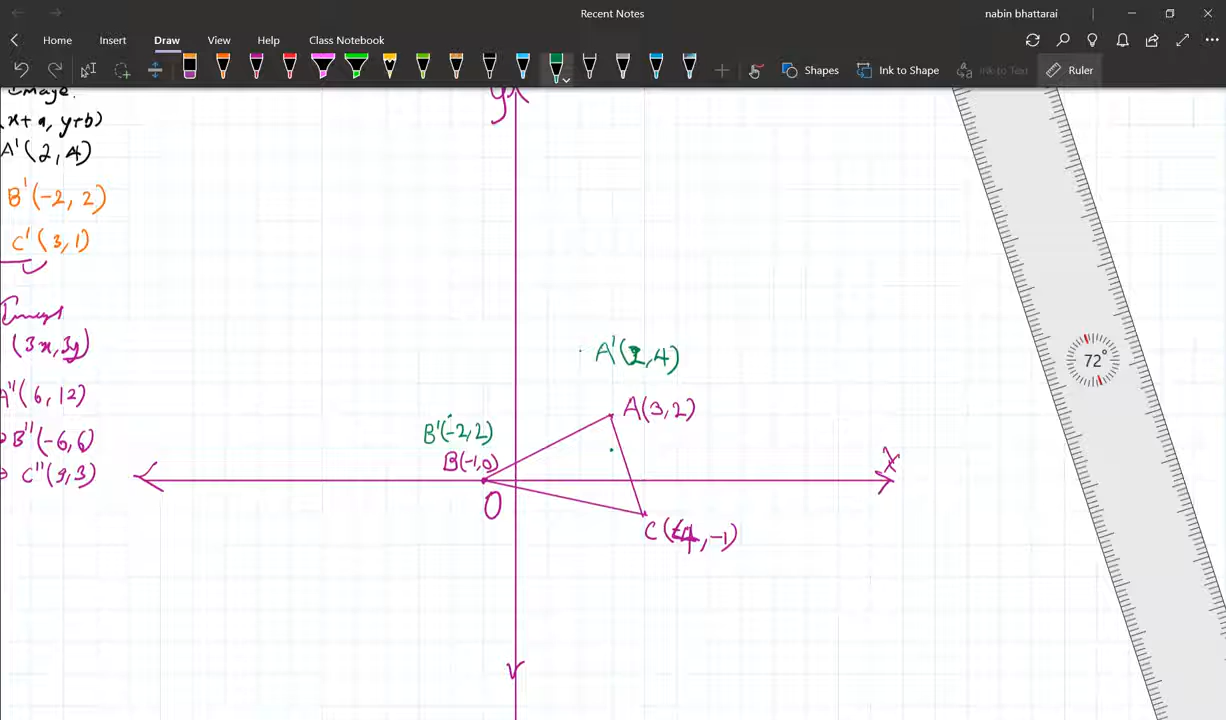 Recent Notes
nabin bhattarai
Home Insert Draw View Help Class Notebook
Shapes Ink to Shape Ink to Text Ruler
Image.
(x+a, y+b)
A'(2,4)
B'(-2, 2)
C'(3,1)
Image
(3x,3y)
A''(6,12)
B''(-6,6)
C''(9,3)
y
A'(2,4)
A(3,2)
B'(-2,2)
B(-1,0)
x
O
C(4,-1)
72°